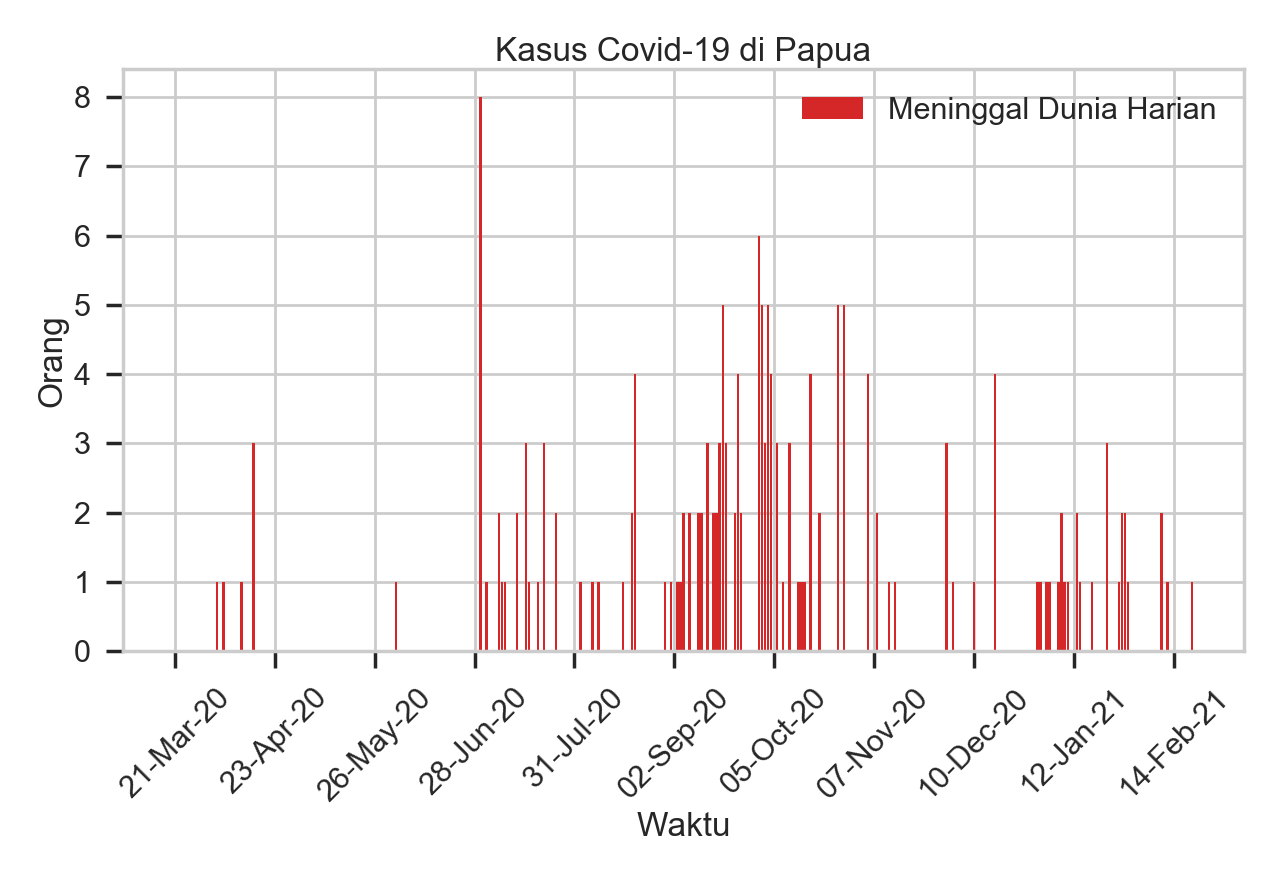 Kasus Covid-19 di Papua
Meninggal Dunia Harian
Orang
8
7
6
5
4
3
2
1
0
21-Mar-20
23-Apr-20
26-May-20
28-Jun-20
31-Jul-20
02-Sep-20
05-Oct-20
07-Nov-20
10-Dec-20
12-Jan-21
14-Feb-21
Waktu